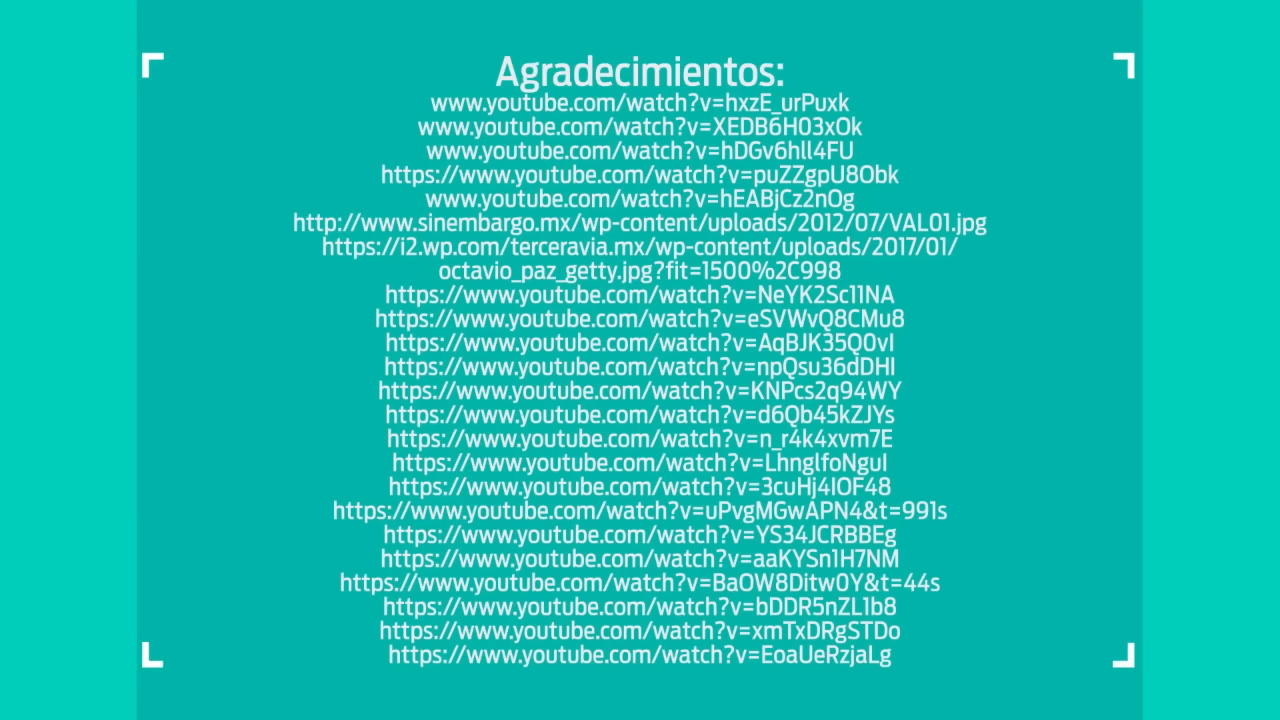 Agradecimientos:
www.youtube.com/watch?v=hxzE_urPuxk
www.youtube.com/watch?v=XEDB6H03xOk
www.youtube.com/watch?v=hDGv6hll4FU
https://www.youtube.com/watch?v=puZZgpU8Obk
www.youtube.com/watch?v=hEABjCz2nOg
http://www.sinembargo.mx/wp-content/uploads/2012/07/VAL01.jpg
https://i2.wp.com/terceravia.mx/wp-content/uploads/2017/01/
octavio_paz_getty.jpg?fit=1500%2C998
https://www.youtube.com/watch?v=NeYK2Sc11NA
https://www.youtube.com/watch?v=eSVWvQ8CMu8
https://www.youtube.com/watch?v=AqBJK35Q0vI
https://www.youtube.com/watch?v=npQsu36dDHI
https://www.youtube.com/watch?v=KNPcs2q94WY
https://www.youtube.com/watch?v=d6Qb45kZJYs
https://www.youtube.com/watch?v=n_r4k4xvm7E
https://www.youtube.com/watch?v=LhnglfoNguI
https://www.youtube.com/watch?v=3cuHj4IOF48
https://www.youtube.com/watch?v=uPvgMGwAPN4&t=991s
https://www.youtube.com/watch?v=YS34JCRBBEg
https://www.youtube.com/watch?v=aaKYSn1H7NM
https://www.youtube.com/watch?v=BaOW8Ditw0Y&t=44s
https://www.youtube.com/watch?v=bDDR5nZL1b8
https://www.youtube.com/watch?v=xmTxDRgSTDo
https://www.youtube.com/watch?v=EoaUeRzjaLg